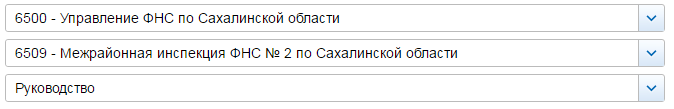 6500 - Управление ФНС по Сахалинской области
6509 - Межрайонная инспекция ФНС № 2 по Сахалинской области
Руководство